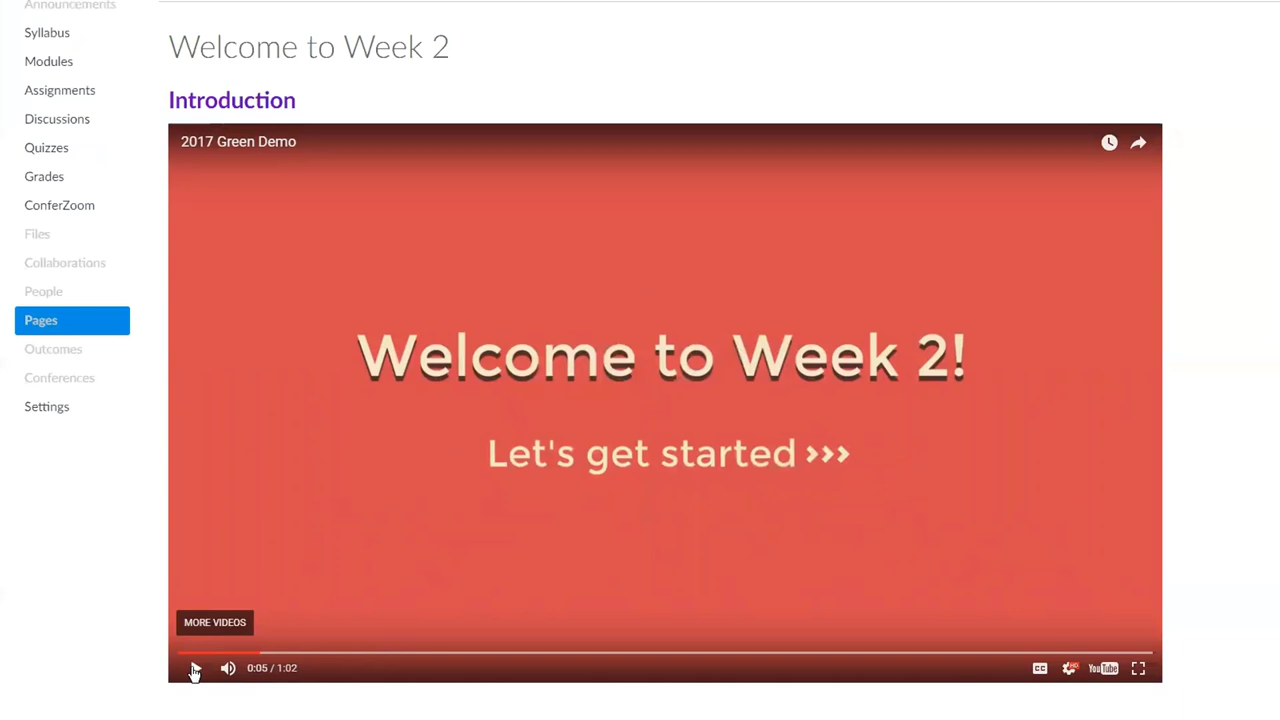 Announcements
Syllabus
Modules
Assignments
Discussions
Quizzes
Grades
ConferZoom
Files
Collaborations
People
Pages
Outcomes
Conferences
Settings
Welcome to Week 2
Introduction
2017 Green Demo
Welcome to Week 2!
Let's get started >>>
MORE VIDEOS
0:05 / 1:02
CC
HD
YouTube